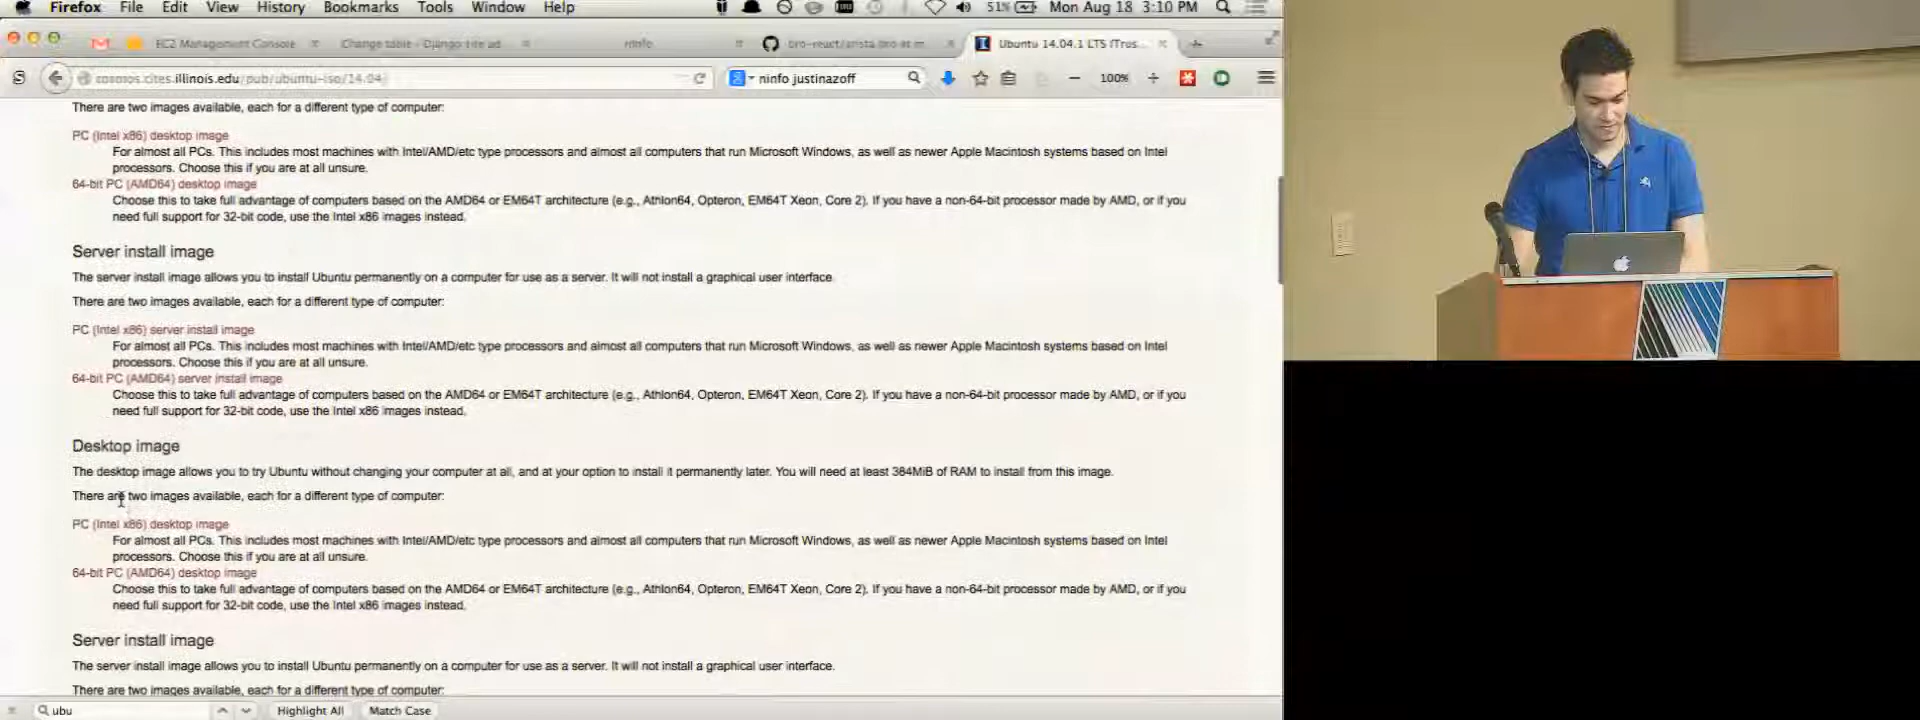 Firefox File Edit View History Bookmarks Tools Window Help 51% Mon Aug 18 3:10 PM
EC2 Management Console Change table - Django site ad ninfo bro-react/arista bro at m Ubuntu 14.04.1 LTS (Trus
cosmos.cites.illinois.edu/pub/ubuntu-iso/14.04 ninfo justinazoff 100%
There are two images available, each for a different type of computer:
PC (Intel x86) desktop image
For almost all PCs. This includes most machines with Intel/AMD/etc type processors and almost all computers that run Microsoft Windows, as well as newer Apple Macintosh systems based on Intel
processors. Choose this if you are at all unsure.
64-bit PC (AMD64) desktop image
Choose this to take full advantage of computers based on the AMD64 or EM64T architecture (e.g., Athlon64, Opteron, EM64T Xeon, Core 2). If you have a non-64-bit processor made by AMD, or if you
need full support for 32-bit code, use the Intel x86 images instead.
Server install image
The server install image allows you to install Ubuntu permanently on a computer for use as a server. It will not install a graphical user interface.
There are two images available, each for a different type of computer:
PC (Intel x86) server install image
For almost all PCs. This includes most machines with Intel/AMD/etc type processors and almost all computers that run Microsoft Windows, as well as newer Apple Macintosh systems based on Intel
processors. Choose this if you are at all unsure.
64-bit PC (AMD64) server install image
Choose this to take full advantage of computers based on the AMD64 or EM64T architecture (e.g., Athlon64, Opteron, EM64T Xeon, Core 2). If you have a non-64-bit processor made by AMD, or if you
need full support for 32-bit code, use the Intel x86 images instead.
Desktop image
The desktop image allows you to try Ubuntu without changing your computer at all, and at your option to install it permanently later. You will need at least 384MiB of RAM to install from this image.
There are two images available, each for a different type of computer:
PC (Intel x86) desktop image
For almost all PCs. This includes most machines with Intel/AMD/etc type processors and almost all computers that run Microsoft Windows, as well as newer Apple Macintosh systems based on Intel
processors. Choose this if you are at all unsure.
64-bit PC (AMD64) desktop image
Choose this to take full advantage of computers based on the AMD64 or EM64T architecture (e.g., Athlon64, Opteron, EM64T Xeon, Core 2). If you have a non-64-bit processor made by AMD, or if you
need full support for 32-bit code, use the Intel x86 images instead.
Server install image
The server install image allows you to install Ubuntu permanently on a computer for use as a server. It will not install a graphical user interface.
There are two images available, each for a different type of computer:
ubu Highlight All Match Case